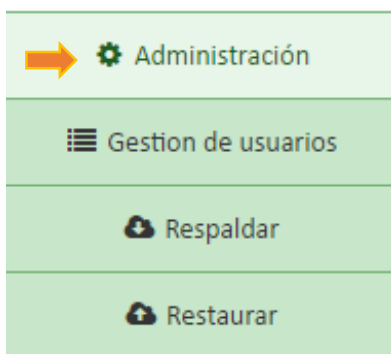 Administración
Gestion de usuarios
Respaldar
Restaurar